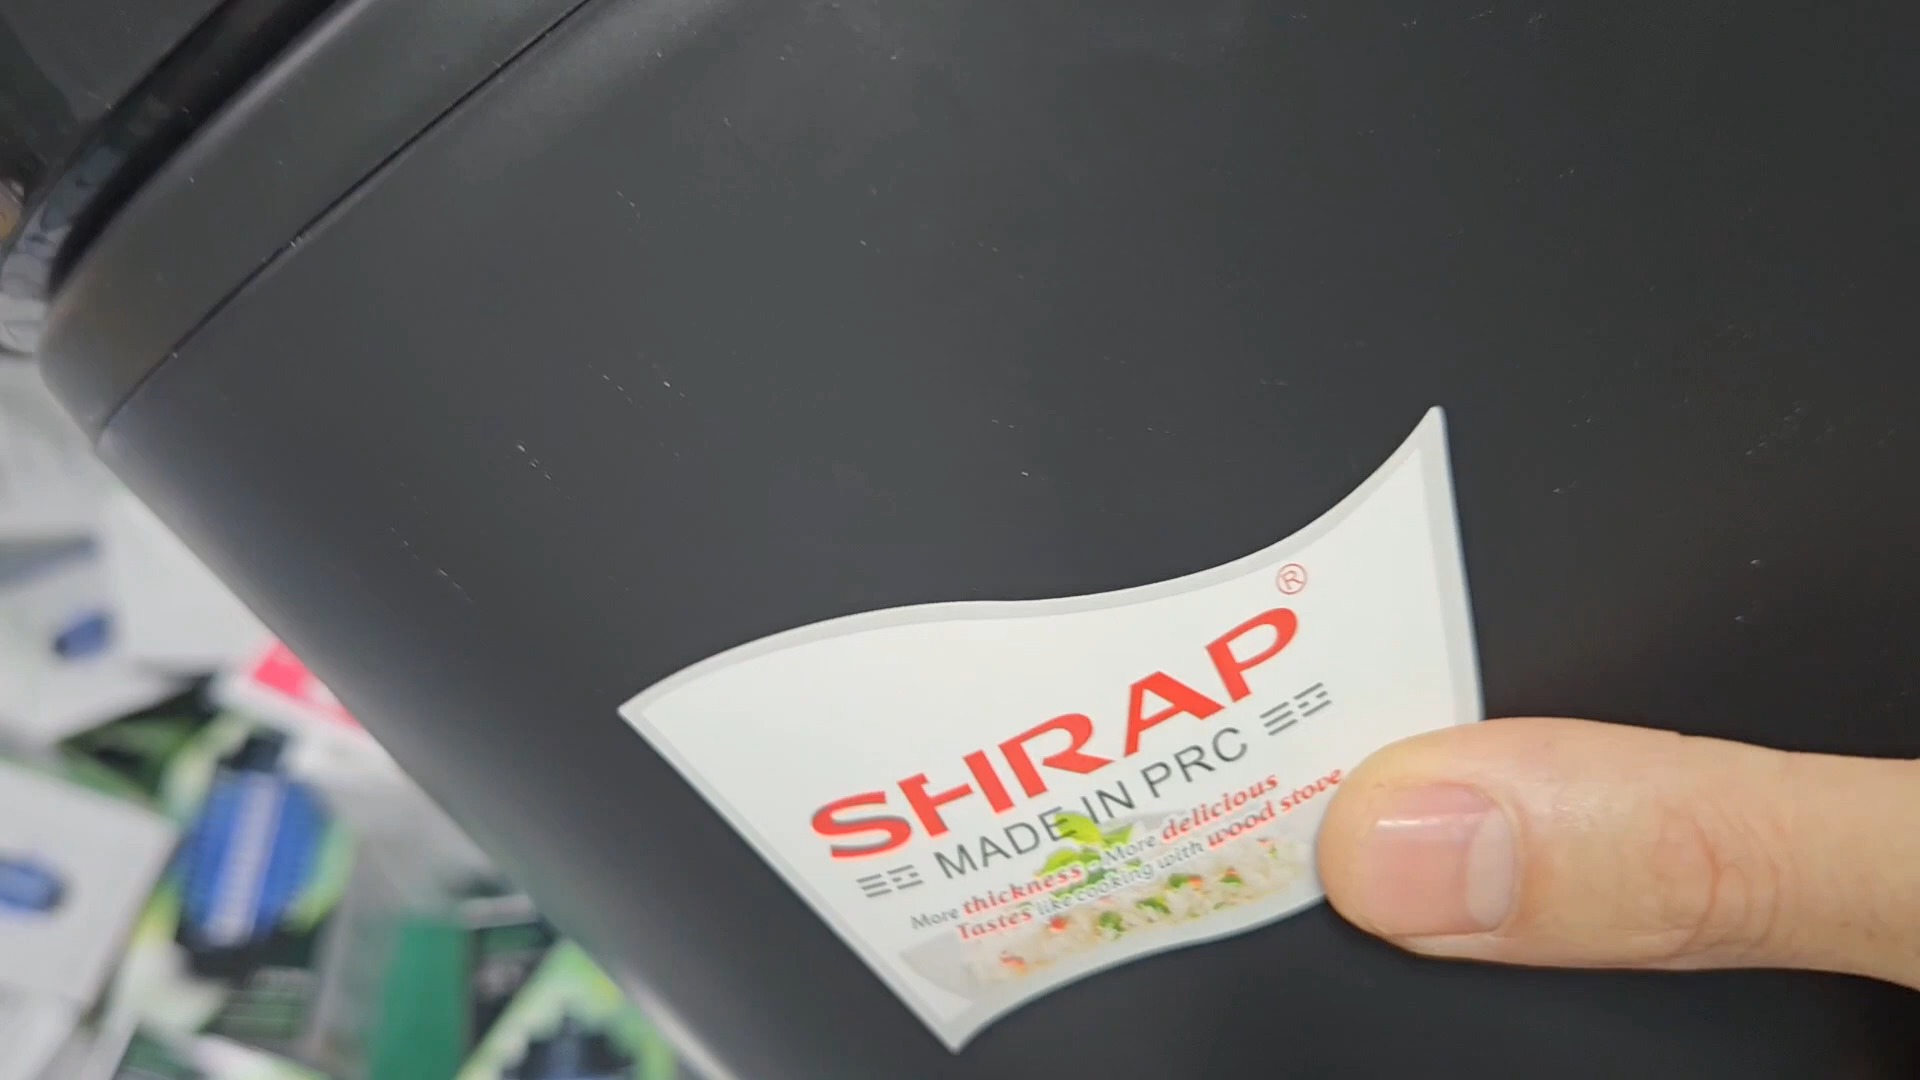 SHRAP®
MADE IN PRC
More thickness - More delicious
Tastes like cooking with wood stove